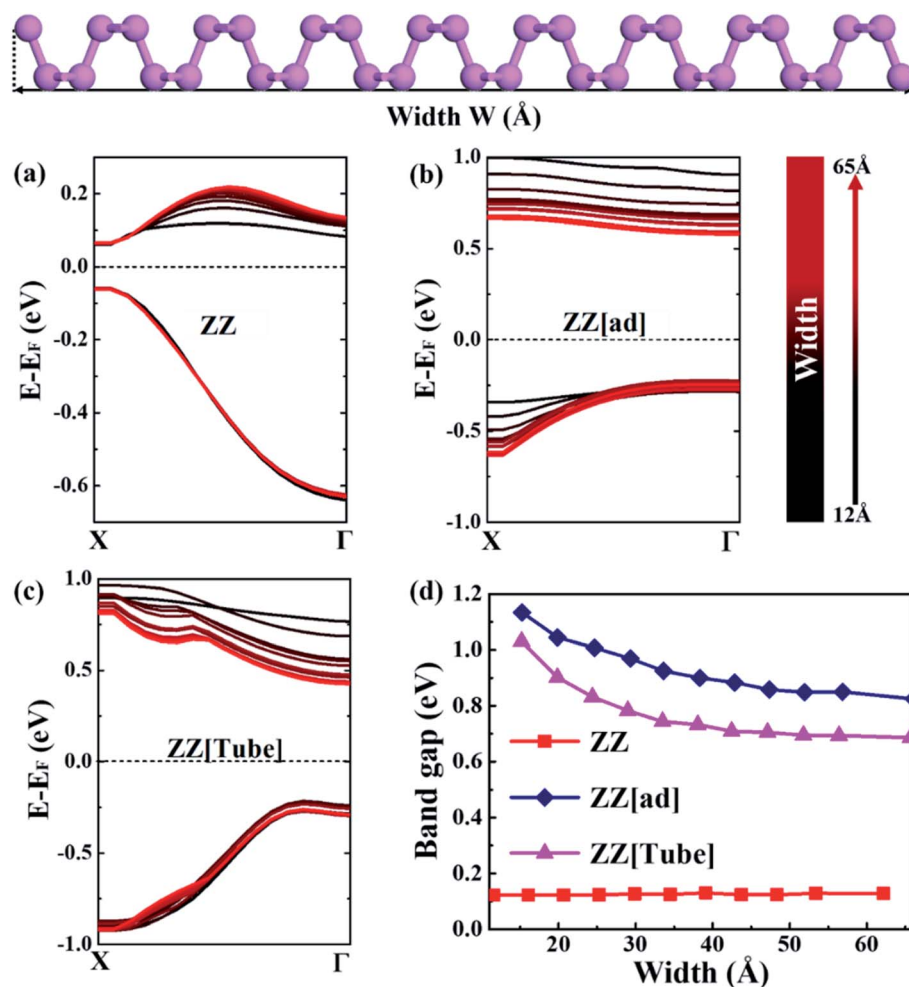 Width W (Å)
(a)
0.2
0.0
-0.2
-0.4
-0.6
E-EF (eV)
ZZ
X
Γ
(b)
1.0
0.5
0.0
-0.5
-1.0
E-EF (eV)
ZZ[ad]
X
Γ
65Å
Width
12Å
(c)
1.0
0.5
0.0
-0.5
-1.0
E-EF (eV)
ZZ[Tube]
X
Γ
(d)
1.2
1.0
0.8
0.6
0.4
0.2
0.0
Band gap (eV)
ZZ
ZZ[ad]
ZZ[Tube]
20 30 40 50 60
Width (Å)